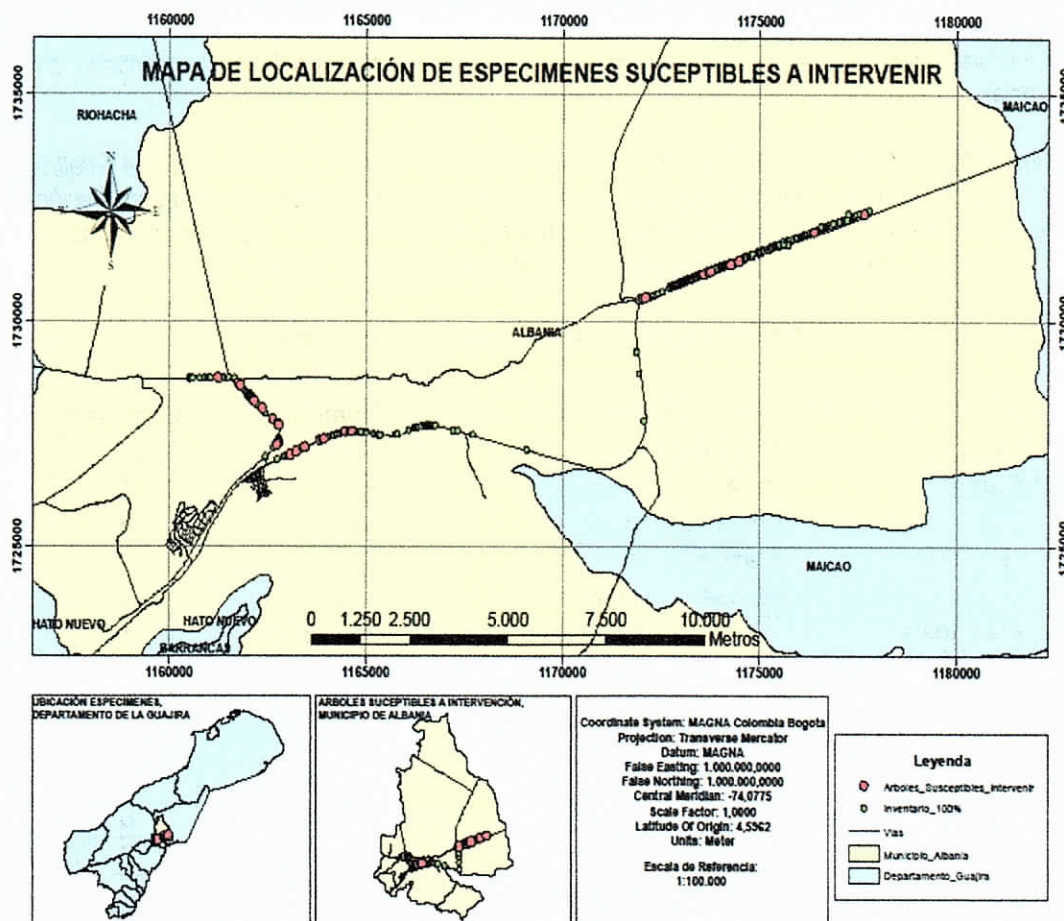 1160000 1165000 1170000 1175000 1180000
MAPA DE LOCALIZACIÓN DE ESPECIMENES SUCEPTIBLES A INTERVENIR
1735000
RIOHACHA
MAICAO
N
E
S
1730000
ALBANIA
1725000
MAICAO
HATO NUEVO
HATO NUEVO
BARRANCAS
0 1.250 2.500 5.000 7.500 10.000
Metros
1160000 1165000 1170000 1175000 1180000
UBICACIÓN ESPECIMENES,
DEPARTAMENTO DE LA GUAJIRA
ARBOLES SUCEPTIBLES A INTERVENCIÓN,
MUNICIPIO DE ALBANIA
Coordinate System: MAGNA Colombia Bogota
Projection: Transverse Mercator
Datum: MAGNA
False Easting: 1.000.000,0000
False Northing: 1.000.000,0000
Central Meridian: -74,0775
Scale Factor: 1,0000
Latitude Of Origin: 4,5962
Units: Meter
Escala de Referencia:
1:100.000
Leyenda
Arboles_Susceptibles_Intervenir
Inventario_100%
Vias
Municipio_Albania
Departamento_Guajira